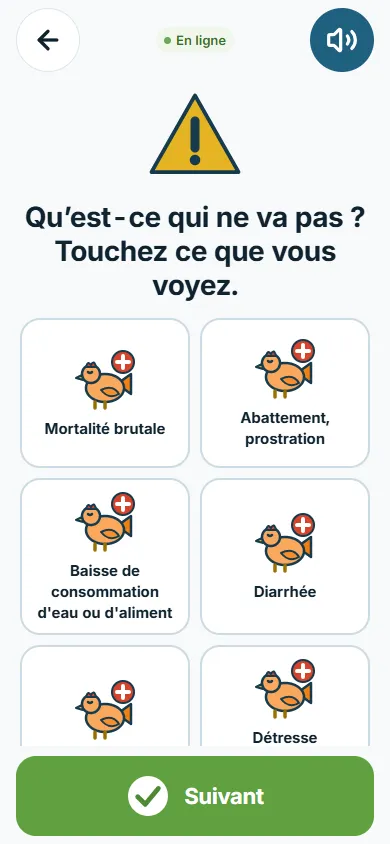 En ligne
Qu’est-ce qui ne va pas ?
Touchez ce que vous
voyez.
Mortalité brutale
Abattement,
prostration
Baisse de
consommation
d'eau ou d'aliment
Diarrhée
Détresse
Suivant